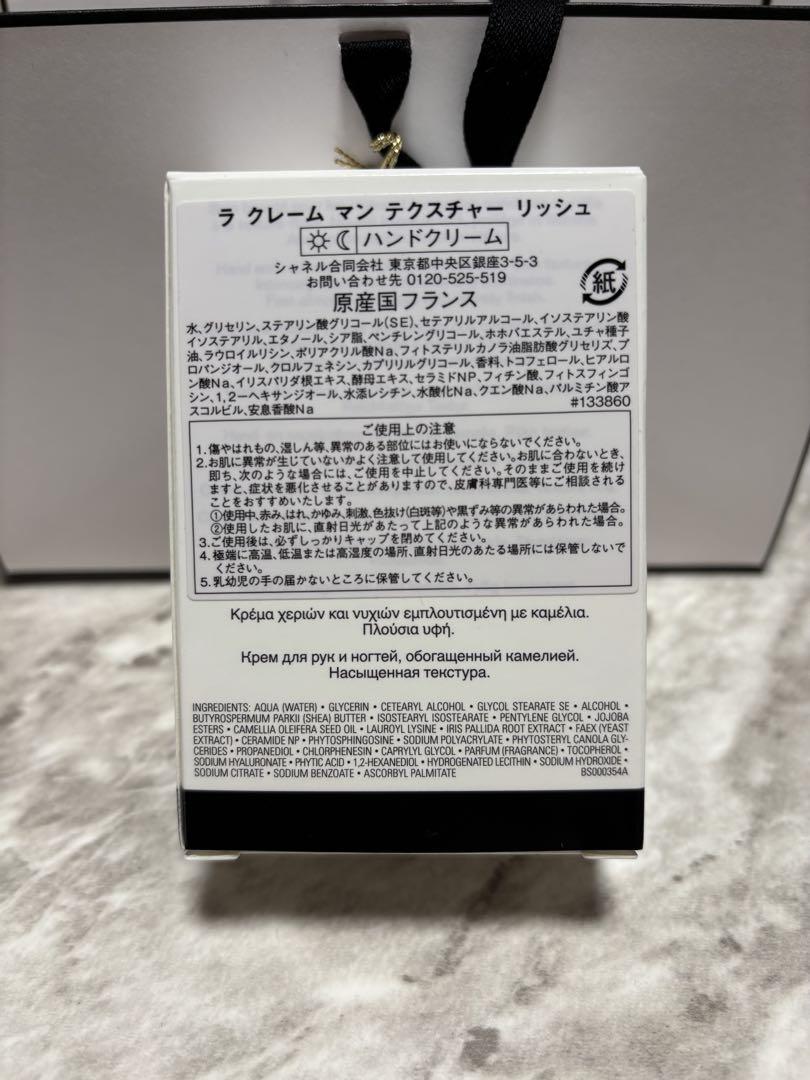 ラ クレーム マン テクスチャー リッシュ
ハンドクリーム
シャネル合同会社 東京都中央区銀座3-5-3
お問い合わせ先 0120-525-519
原産国フランス
紙
水、グリセリン、ステアリン酸グリコール(SE)、セテアリルアルコール、イソステアリン酸
イソステアリル、エタノール、シア脂、ペンチレングリコール、ホホバエステル、ユチャ種子
油、ラウロイルリシン、ポリアクリル酸Na、フィトステリルカノラ油脂肪酸グリセリズ、プ
ロパンジオール、クロルフェネシン、カプリリルグリコール、香料、トコフェロール、ヒアルロ
ン酸Na、イリスパリダ根エキス、酵母エキス、セラミドNP、フィチン酸、フィトスフィンゴ
シン、1,2－ヘキサンジオール、水添レシチン、水酸化Na、クエン酸Na、パルミチン酸ア
スコルビル、安息香酸Na #133860
ご使用上の注意
1.傷やはれもの、湿しん等、異常のある部位にはお使いにならないでください。
2.お肌に異常が生じていないかよく注意して使用してください。お肌に合わないとき、
即ち、次のような場合には、ご使用を中止してください。そのままご使用を続け
ますと、症状を悪化させることがありますので、皮膚科専門医等にご相談される
ことをおすすめいたします。
①使用中、赤み、はれ、かゆみ、刺激、色抜け(白斑等)や黒ずみ等の異常があらわれた場合。
②使用したお肌に、直射日光があたって上記のような異常があらわれた場合。
3.ご使用後は、必ずしっかりキャップを閉めてください。
4.極端に高温、低温または高湿度の場所、直射日光のあたる場所には保管しないで
ください。
5.乳幼児の手の届かないところに保管してください。
Κρέμα χεριών και νυχιών εμπλουτισμένη με καμέλια.
Πλούσια υφή.
Крем для рук и ногтей, обогащенный камелией.
Насыщенная текстура.
INGREDIENTS: AQUA (WATER) • GLYCERIN • CETEARYL ALCOHOL • GLYCOL STEARATE SE • ALCOHOL •
BUTYROSPERMUM PARKII (SHEA) BUTTER • ISOSTEARYL ISOSTEARATE • PENTYLENE GLYCOL • JOJOBA
ESTERS • CAMELLIA OLEIFERA SEED OIL • LAUROYL LYSINE • IRIS PALLIDA ROOT EXTRACT • FAEX (YEAST
EXTRACT) • CERAMIDE NP • PHYTOSPHINGOSINE • SODIUM POLYACRYLATE • PHYTOSTERYL CANOLA GLY-
CERIDES • PROPANEDIOL • CHLORPHENESIN • CAPRYLYL GLYCOL • PARFUM (FRAGRANCE) • TOCOPHEROL •
SODIUM HYALURONATE • PHYTIC ACID • 1,2-HEXANEDIOL • HYDROGENATED LECITHIN • SODIUM HYDROXIDE •
SODIUM CITRATE • SODIUM BENZOATE • ASCORBYL PALMITATE BS000354A